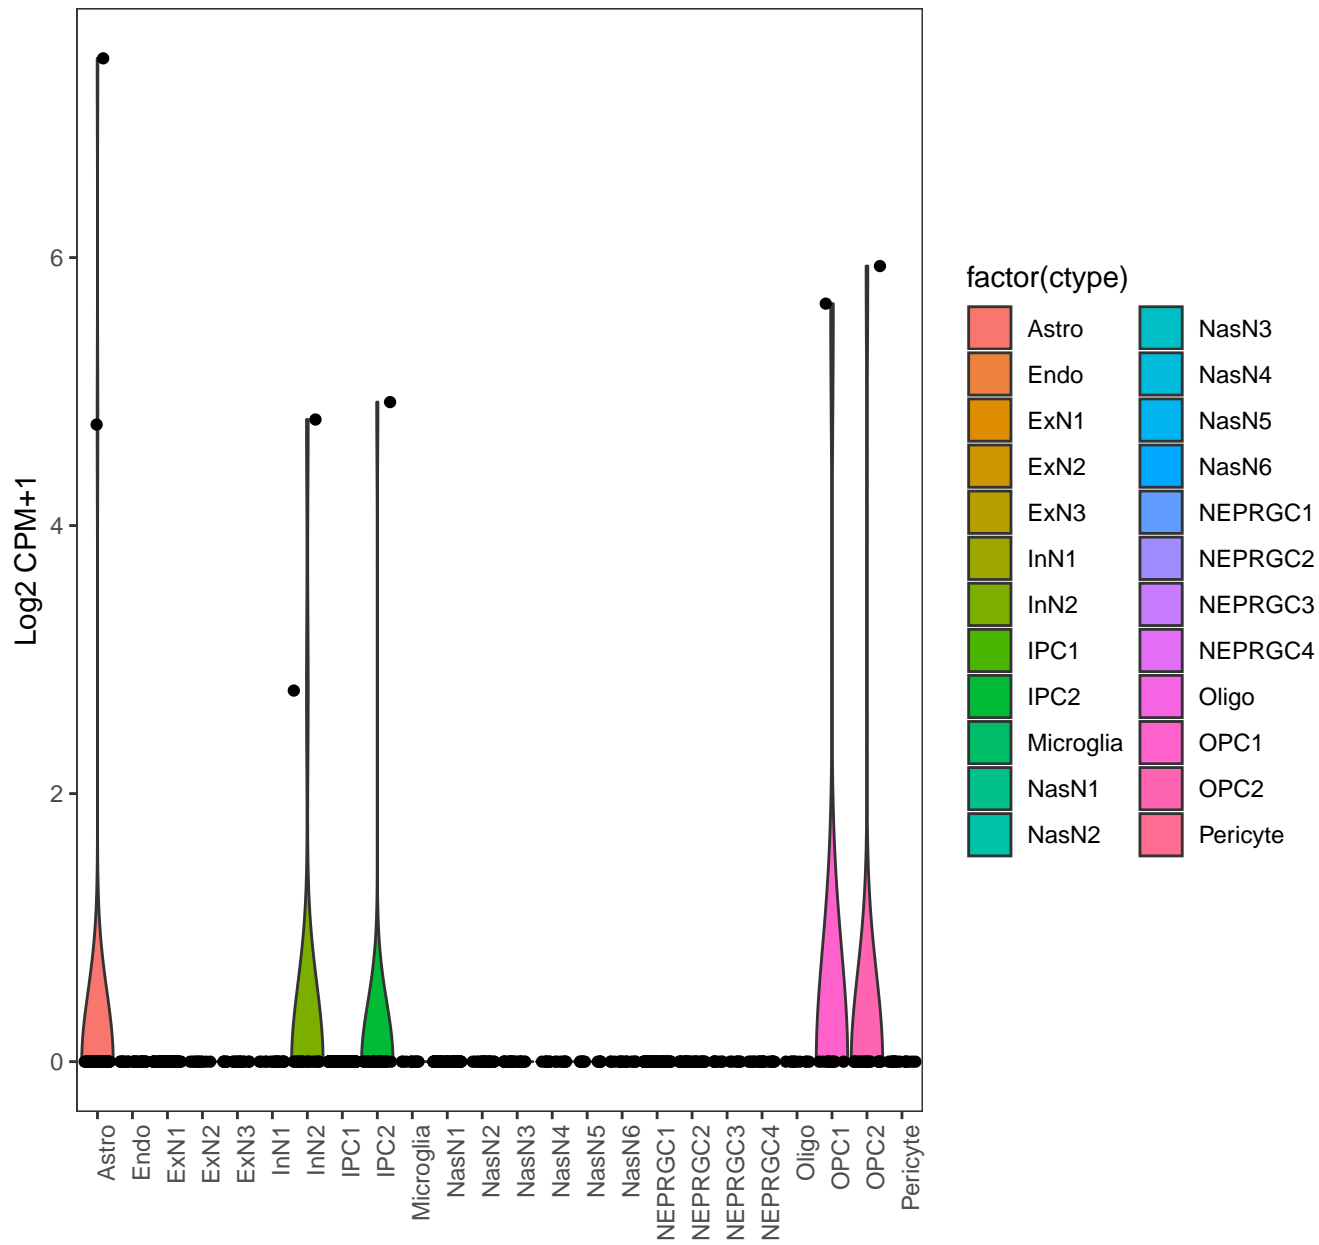 6
4
2
0
Log2 CPM+1
Astro
Endo
ExN1
ExN2
ExN3
InN1
InN2
IPC1
IPC2
Microglia
NasN1
NasN2
NasN3
NasN4
NasN5
NasN6
NEPRGC1
NEPRGC2
NEPRGC3
NEPRGC4
Oligo
OPC1
OPC2
Pericyte
factor(ctype)
Astro
Endo
ExN1
ExN2
ExN3
InN1
InN2
IPC1
IPC2
Microglia
NasN1
NasN2
NasN3
NasN4
NasN5
NasN6
NEPRGC1
NEPRGC2
NEPRGC3
NEPRGC4
Oligo
OPC1
OPC2
Pericyte